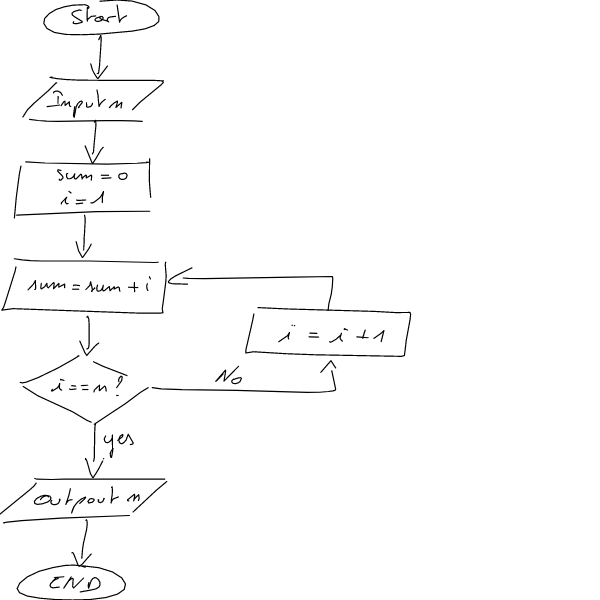 Start
Input n
sum = 0
i = 1
sum = sum + i
i = i + 1
i == n?
No
yes
Outpout n
END